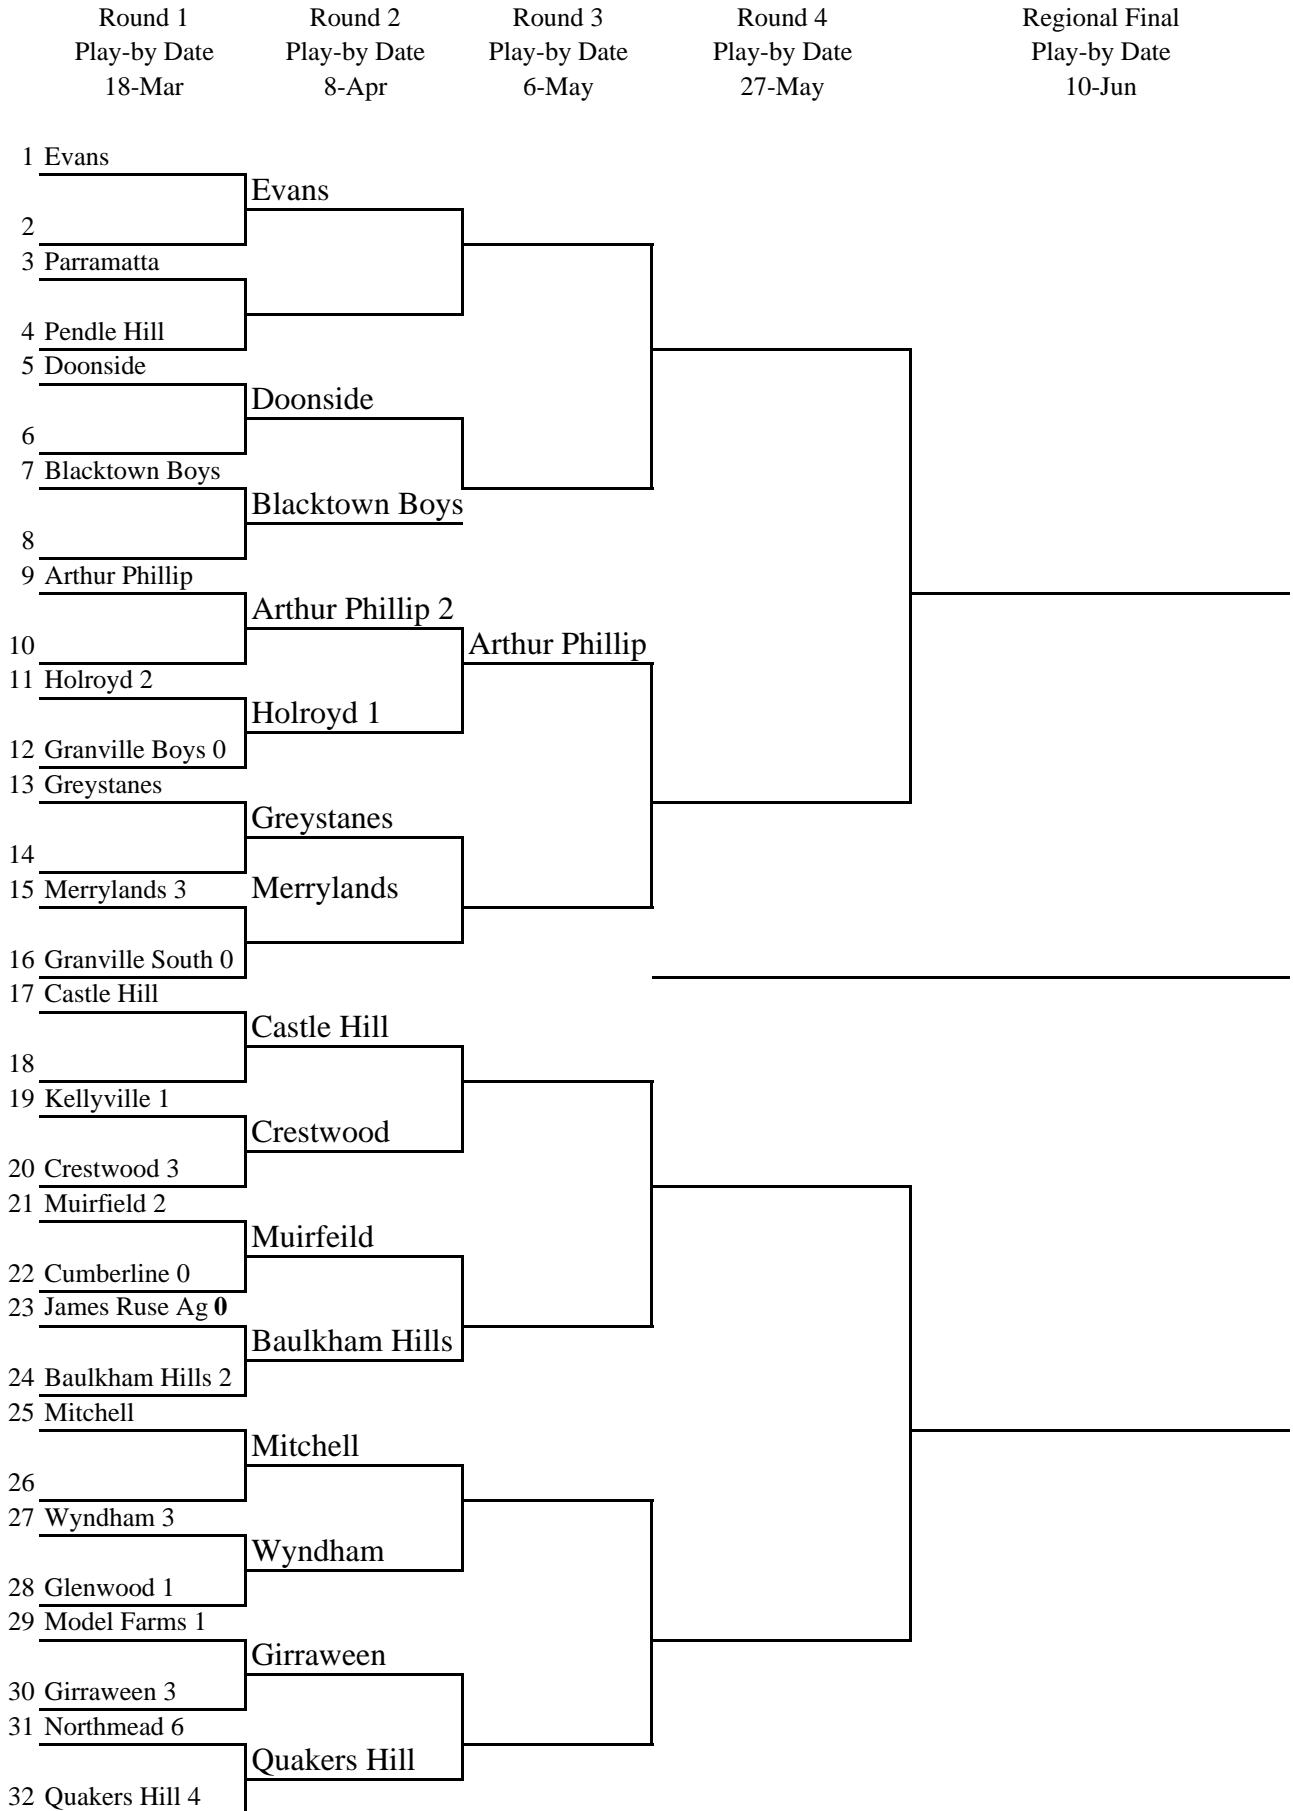 Round 1 Round 2 Round 3 Round 4 Regional Final
Play-by Date Play-by Date Play-by Date Play-by Date Play-by Date
18-Mar 8-Apr 6-May 27-May 10-Jun
1 Evans
Evans
2
3 Parramatta
4 Pendle Hill
5 Doonside
Doonside
6
7 Blacktown Boys
Blacktown Boys
8
9 Arthur Phillip
Arthur Phillip 2
10 Arthur Phillip
11 Holroyd 2
Holroyd 1
12 Granville Boys 0
13 Greystanes
Greystanes
14
15 Merrylands 3 Merrylands
16 Granville South 0
17 Castle Hill
Castle Hill
18
19 Kellyville 1
Crestwood
20 Crestwood 3
21 Muirfield 2
Muirfeild
22 Cumberline 0
23 James Ruse Ag 0
Baulkham Hills
24 Baulkham Hills 2
25 Mitchell
Mitchell
26
27 Wyndham 3
Wyndham
28 Glenwood 1
29 Model Farms 1
Girraween
30 Girraween 3
31 Northmead 6
Quakers Hill
32 Quakers Hill 4